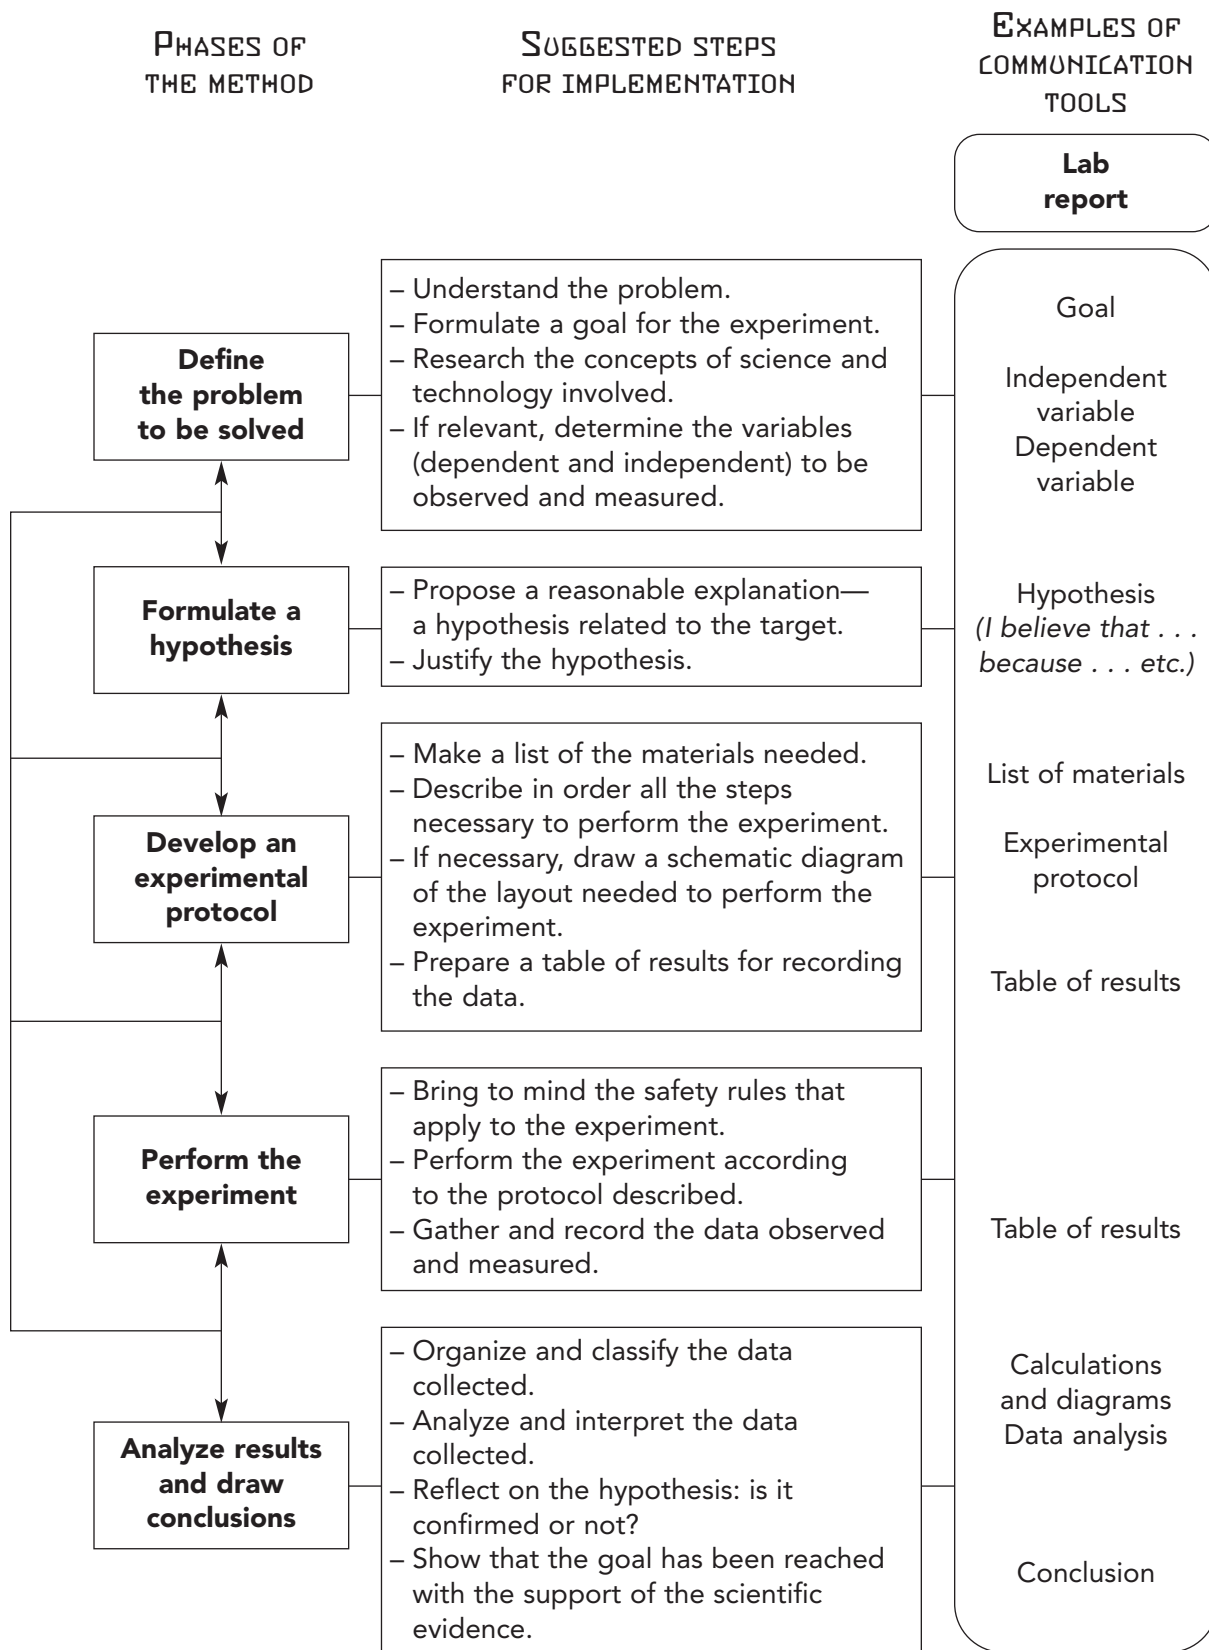 PHASES OF
THE METHOD
SUGGESTED STEPS
FOR IMPLEMENTATION
EXAMPLES OF
COMMUNICATION
TOOLS
Lab
report
Define
the problem
to be solved
– Understand the problem.
– Formulate a goal for the experiment.
– Research the concepts of science and
technology involved.
– If relevant, determine the variables
(dependent and independent) to be
observed and measured.
Goal
Independent
variable
Dependent
variable
Formulate a
hypothesis
– Propose a reasonable explanation—
a hypothesis related to the target.
– Justify the hypothesis.
Hypothesis
(I believe that . . .
because . . . etc.)
Develop an
experimental
protocol
– Make a list of the materials needed.
– Describe in order all the steps
necessary to perform the experiment.
– If necessary, draw a schematic diagram
of the layout needed to perform the
experiment.
– Prepare a table of results for recording
the data.
List of materials
Experimental
protocol
Table of results
Perform the
experiment
– Bring to mind the safety rules that
apply to the experiment.
– Perform the experiment according
to the protocol described.
– Gather and record the data observed
and measured.
Table of results
Analyze results
and draw
conclusions
– Organize and classify the data
collected.
– Analyze and interpret the data
collected.
– Reflect on the hypothesis: is it
confirmed or not?
– Show that the goal has been reached
with the support of the scientific
evidence.
Calculations
and diagrams
Data analysis
Conclusion